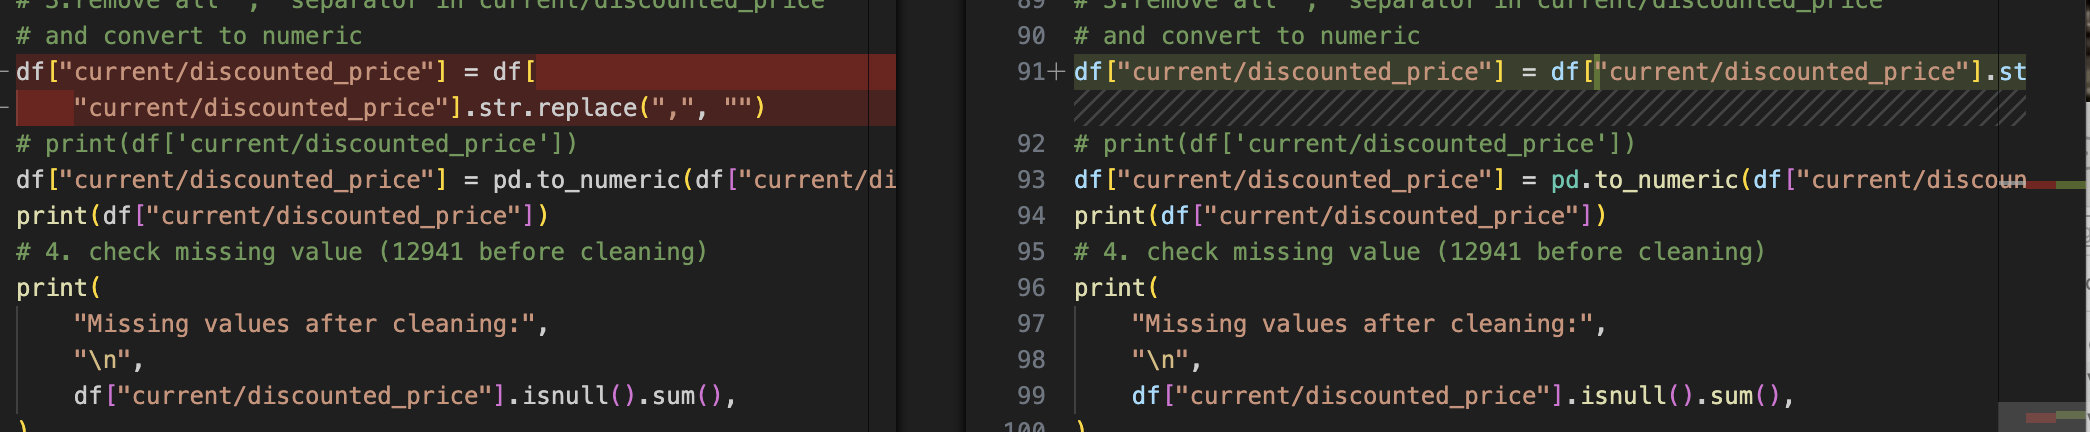 # 3.remove all "," separator in current/discounted_price
# and convert to numeric
df["current/discounted_price"] = df[
"current/discounted_price"].str.replace(",", "")
# print(df['current/discounted_price'])
df["current/discounted_price"] = pd.to_numeric(df["current/di
print(df["current/discounted_price"])
# 4. check missing value (12941 before cleaning)
print(
"Missing values after cleaning:",
"\n",
df["current/discounted_price"].isnull().sum(),
)
89 # 3.remove all "," separator in current/discounted_price
90 # and convert to numeric
91+ df["current/discounted_price"] = df["current/discounted_price"].st
92 # print(df['current/discounted_price'])
93 df["current/discounted_price"] = pd.to_numeric(df["current/discoun
94 print(df["current/discounted_price"])
95 # 4. check missing value (12941 before cleaning)
96 print(
97 "Missing values after cleaning:",
98 "\n",
99 df["current/discounted_price"].isnull().sum(),
100 )